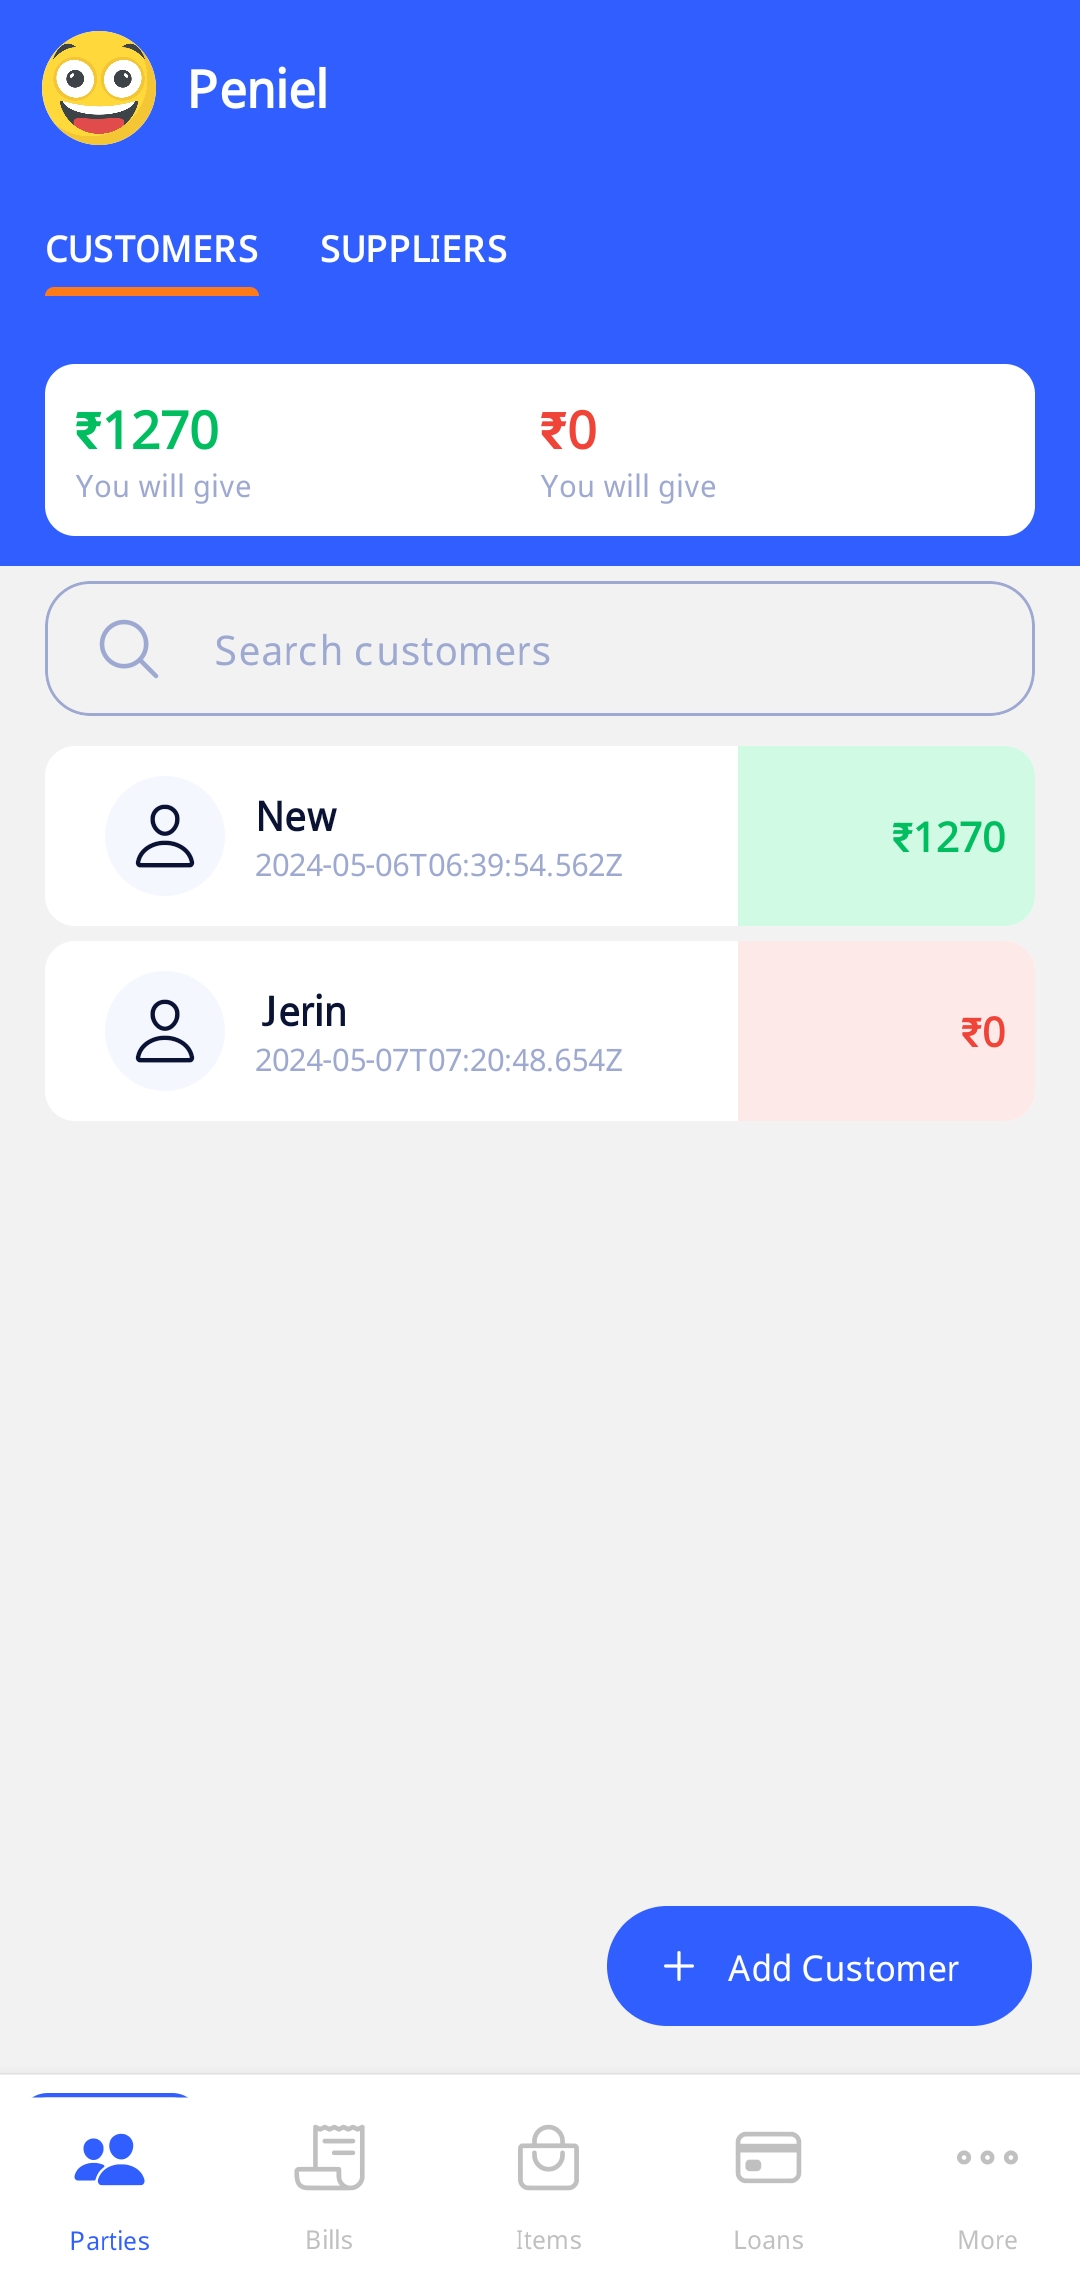 Peniel
CUSTOMERS SUPPLIERS
₹1270 ₹0
You will give You will give
Search customers
New
2024-05-06T06:39:54.562Z
₹1270
Jerin
2024-05-07T07:20:48.654Z
₹0
+ Add Customer
Parties Bills Items Loans More